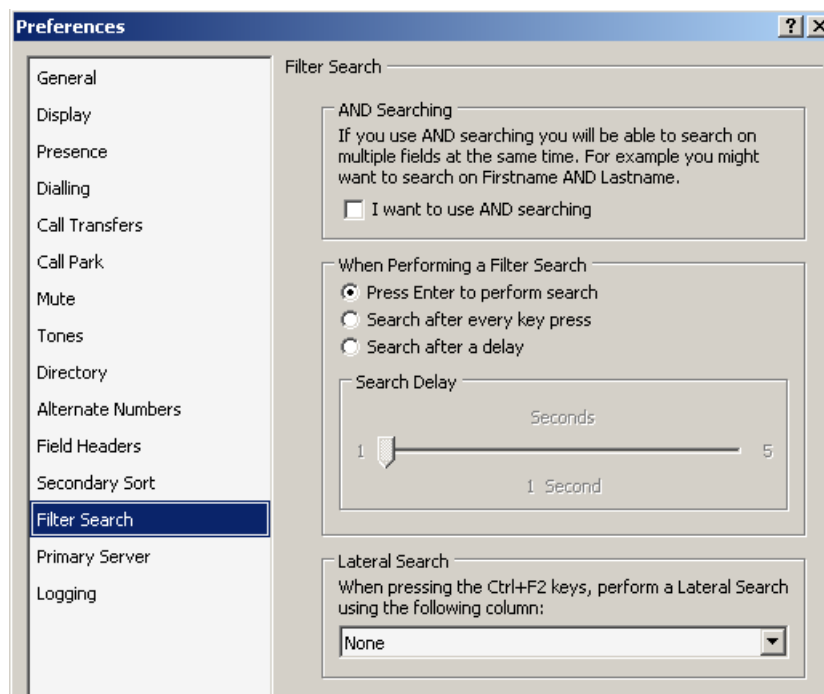 Preferences
General
Display
Presence
Dialling
Call Transfers
Call Park
Mute
Tones
Directory
Alternate Numbers
Field Headers
Secondary Sort
Filter Search
Primary Server
Logging
Filter Search
AND Searching
If you use AND searching you will be able to search on
multiple fields at the same time. For example you might
want to search on Firstname AND Lastname.
I want to use AND searching
When Performing a Filter Search
Press Enter to perform search
Search after every key press
Search after a delay
Search Delay
Seconds
1 5
1 Second
Lateral Search
When pressing the Ctrl+F2 keys, perform a Lateral Search
using the following column:
None